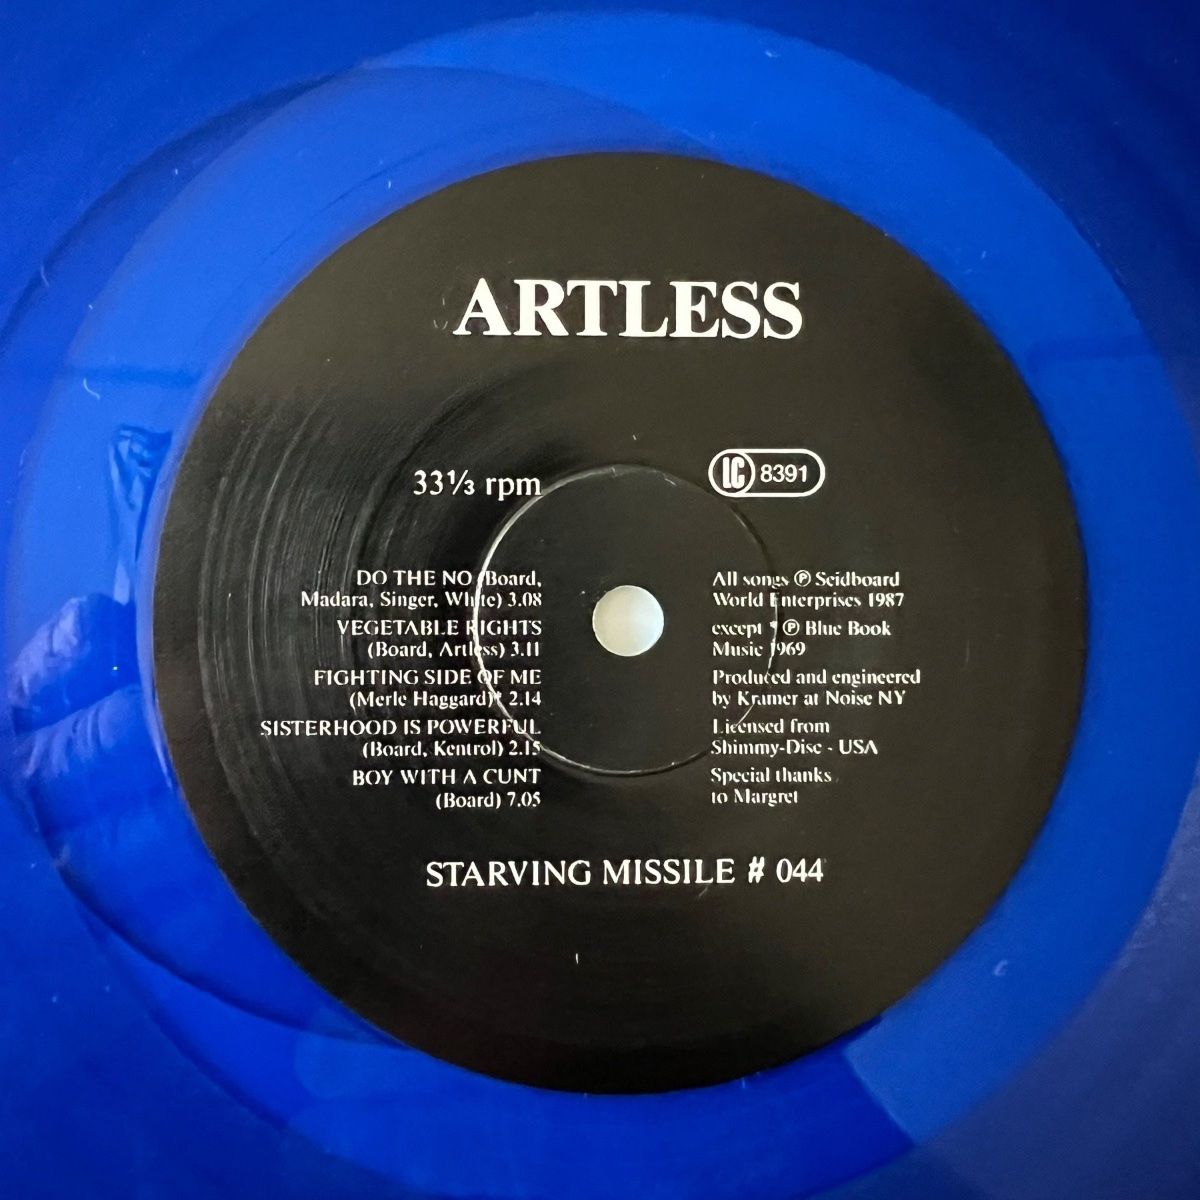 ARTLESS
33⅓ rpm
LC 8391
DO THE NO (Board,
Madara, Singer, White) 3.08
VEGETABLE RIGHTS
(Board, Artless) 3.11
FIGHTING SIDE OF ME
(Merle Haggard)* 2.14
SISTERHOOD IS POWERFUL
(Board, Kentrol) 2.15
BOY WITH A CUNT
(Board) 7.05
All songs ℗ Seidboard
World Enterprises 1987
except * ℗ Blue Book
Music 1969
Produced and engineered
by Kramer at Noise NY
Licensed from
Shimmy-Disc - USA
Special thanks
to Margret
STARVING MISSILE # 044